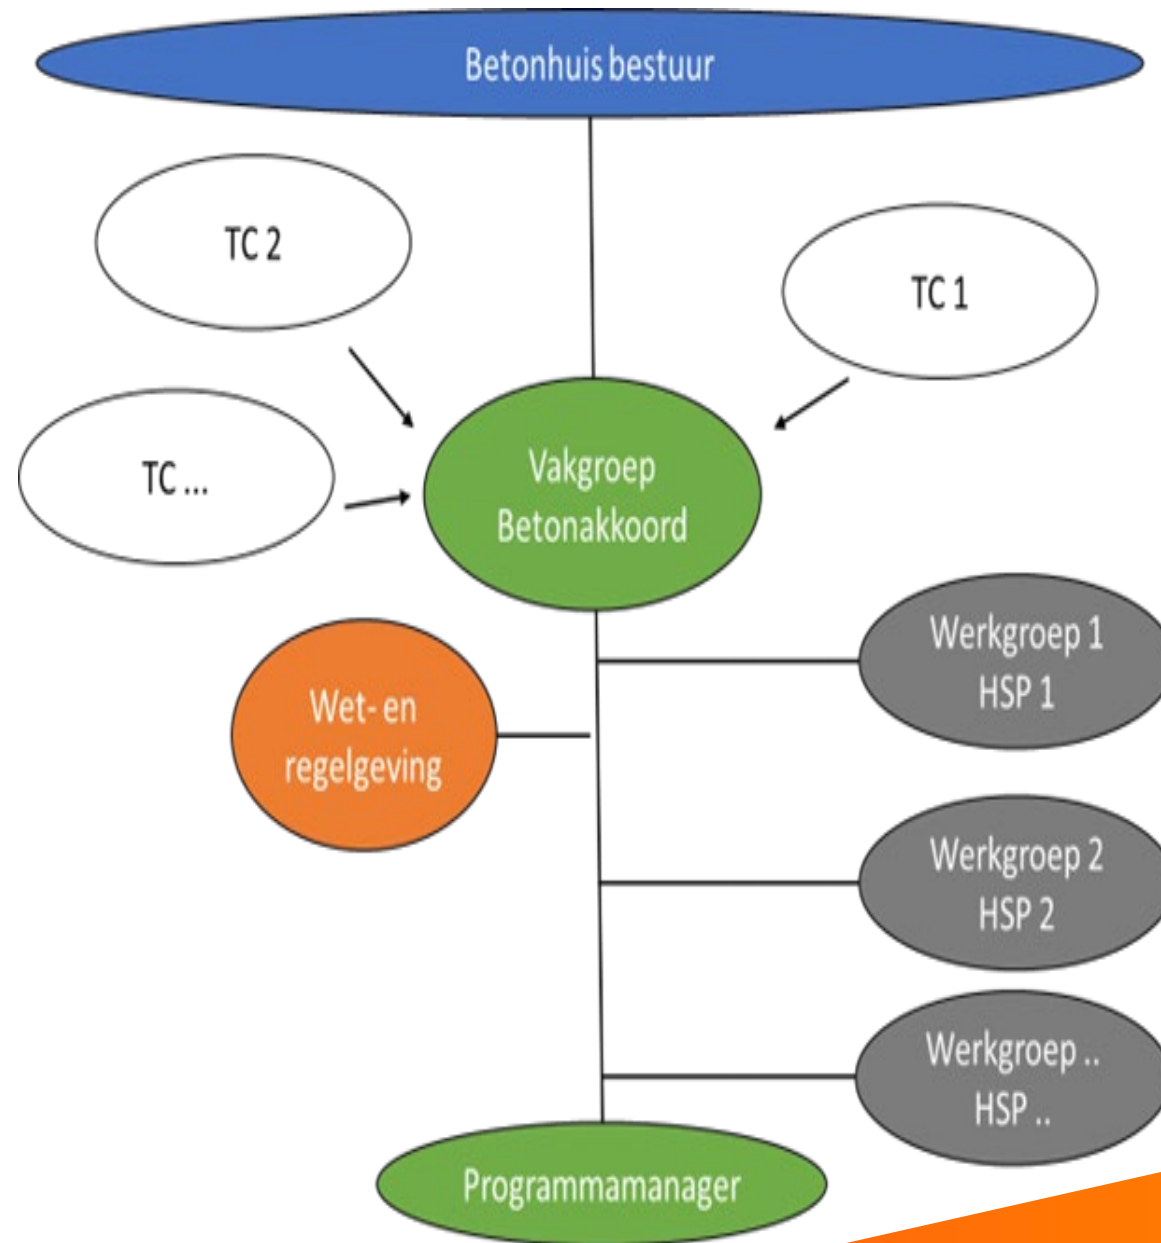 Betonhuis bestuur
TC 2
TC 1
TC ...
Vakgroep
Betonakkoord
Wet- en
regelgeving
Werkgroep 1
HSP 1
Werkgroep 2
HSP 2
Werkgroep ..
HSP ..
Programmamanager